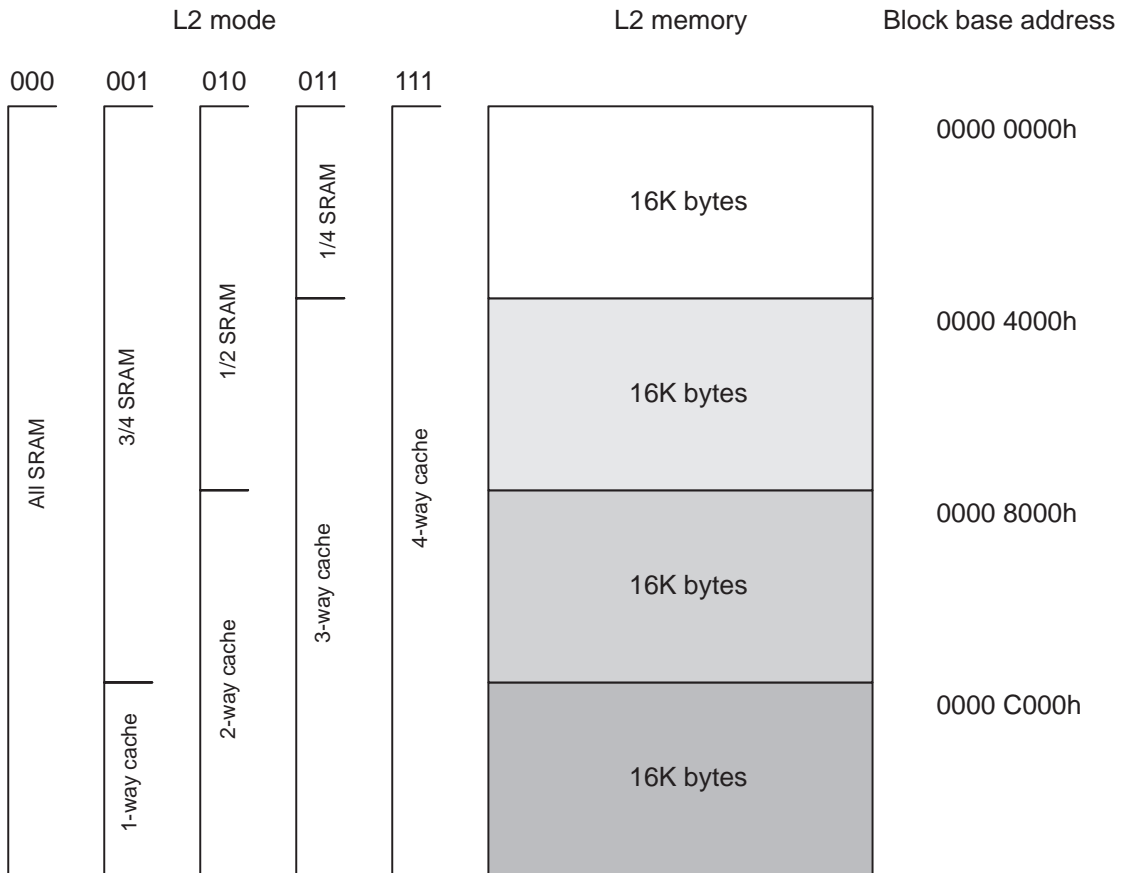 L2 mode
L2 memory
Block base address
000
001
010
011
111
0000 0000h
16K bytes
1/4 SRAM
0000 4000h
1/2 SRAM
16K bytes
3/4 SRAM
All SRAM
4-way cache
0000 8000h
3-way cache
16K bytes
2-way cache
0000 C000h
1-way cache
16K bytes